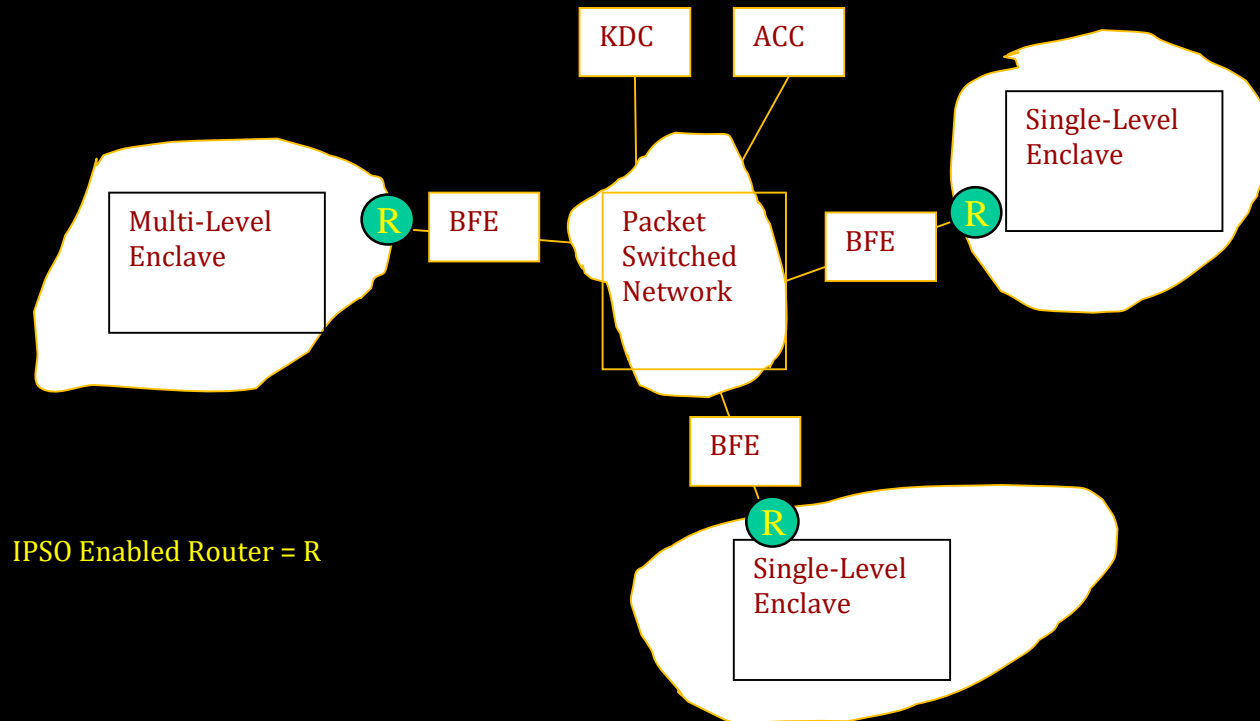 KDC
ACC
Single-Level
Enclave
R
Multi-Level
Enclave
R
BFE
Packet
Switched
Network
BFE
BFE
R
IPSO Enabled Router = R
Single-Level
Enclave